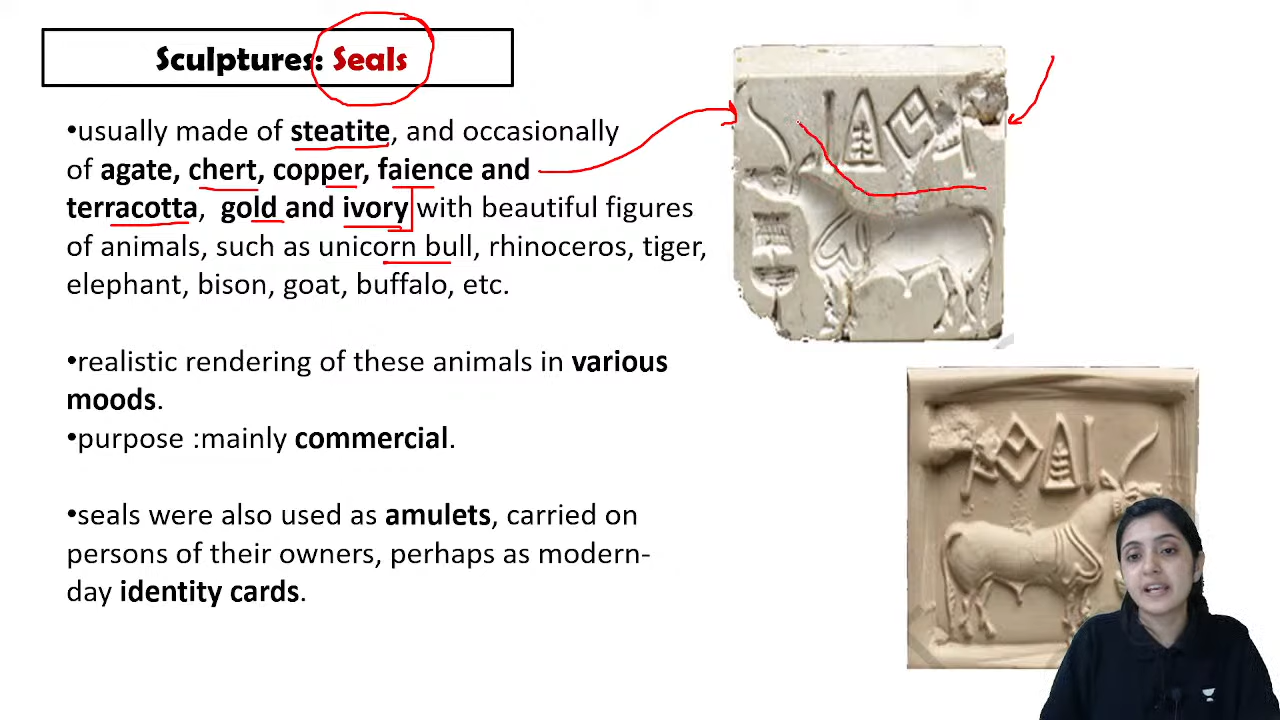 Sculptures: Seals
•usually made of steatite, and occasionally
of agate, chert, copper, faience and
terracotta, gold and ivory with beautiful figures
of animals, such as unicorn bull, rhinoceros, tiger,
elephant, bison, goat, buffalo, etc.
•realistic rendering of these animals in various
moods.
•purpose :mainly commercial.
•seals were also used as amulets, carried on
persons of their owners, perhaps as modern-
day identity cards.